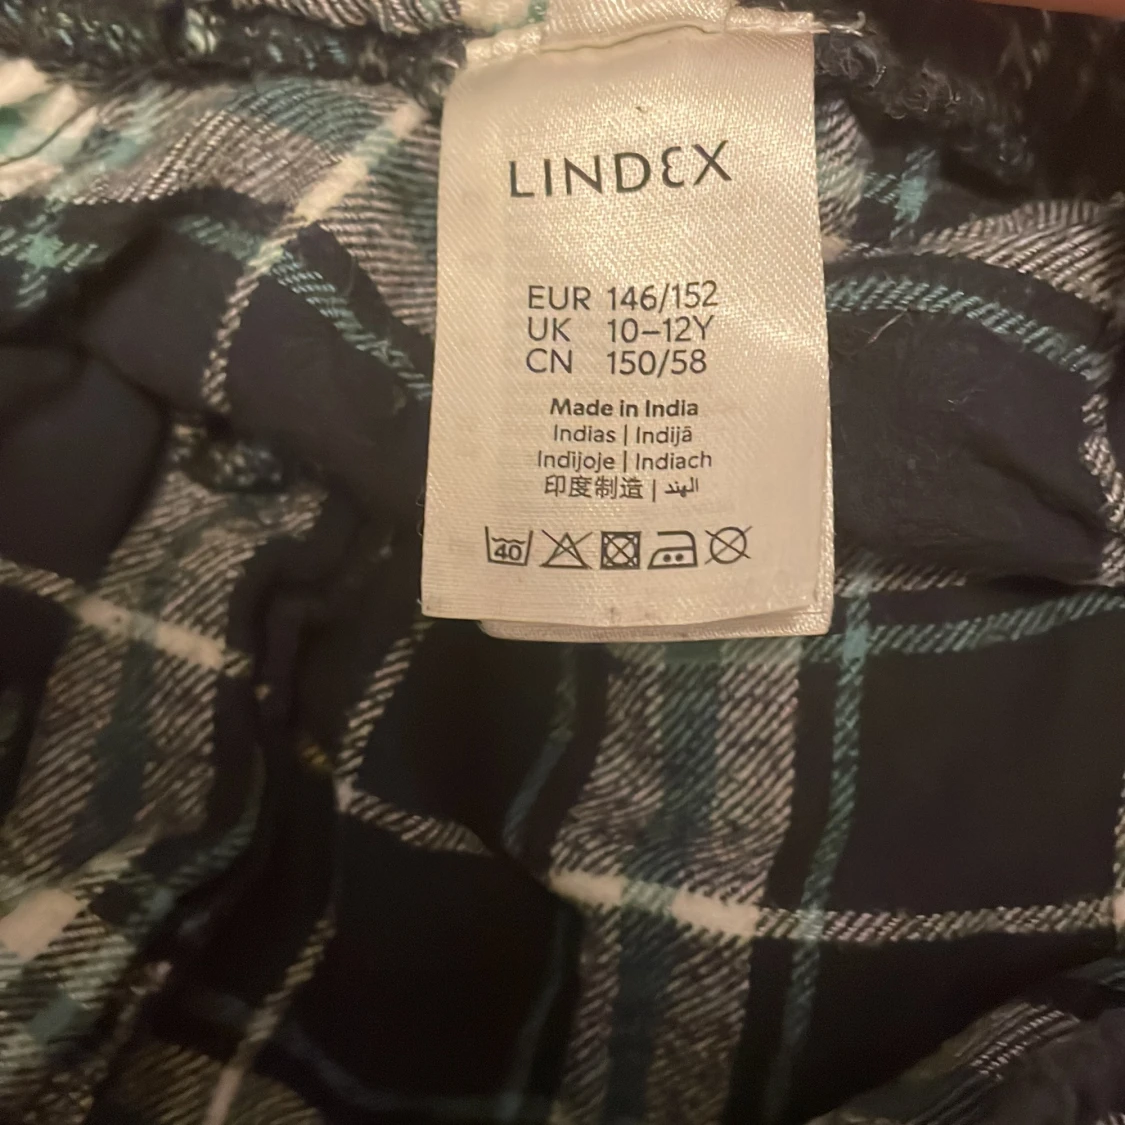 LINDEX
EUR 146/152
UK 10–12Y
CN 150/58
Made in India
Indias | Indijā
Indijoje | Indiach
印度制造 | الهند
40